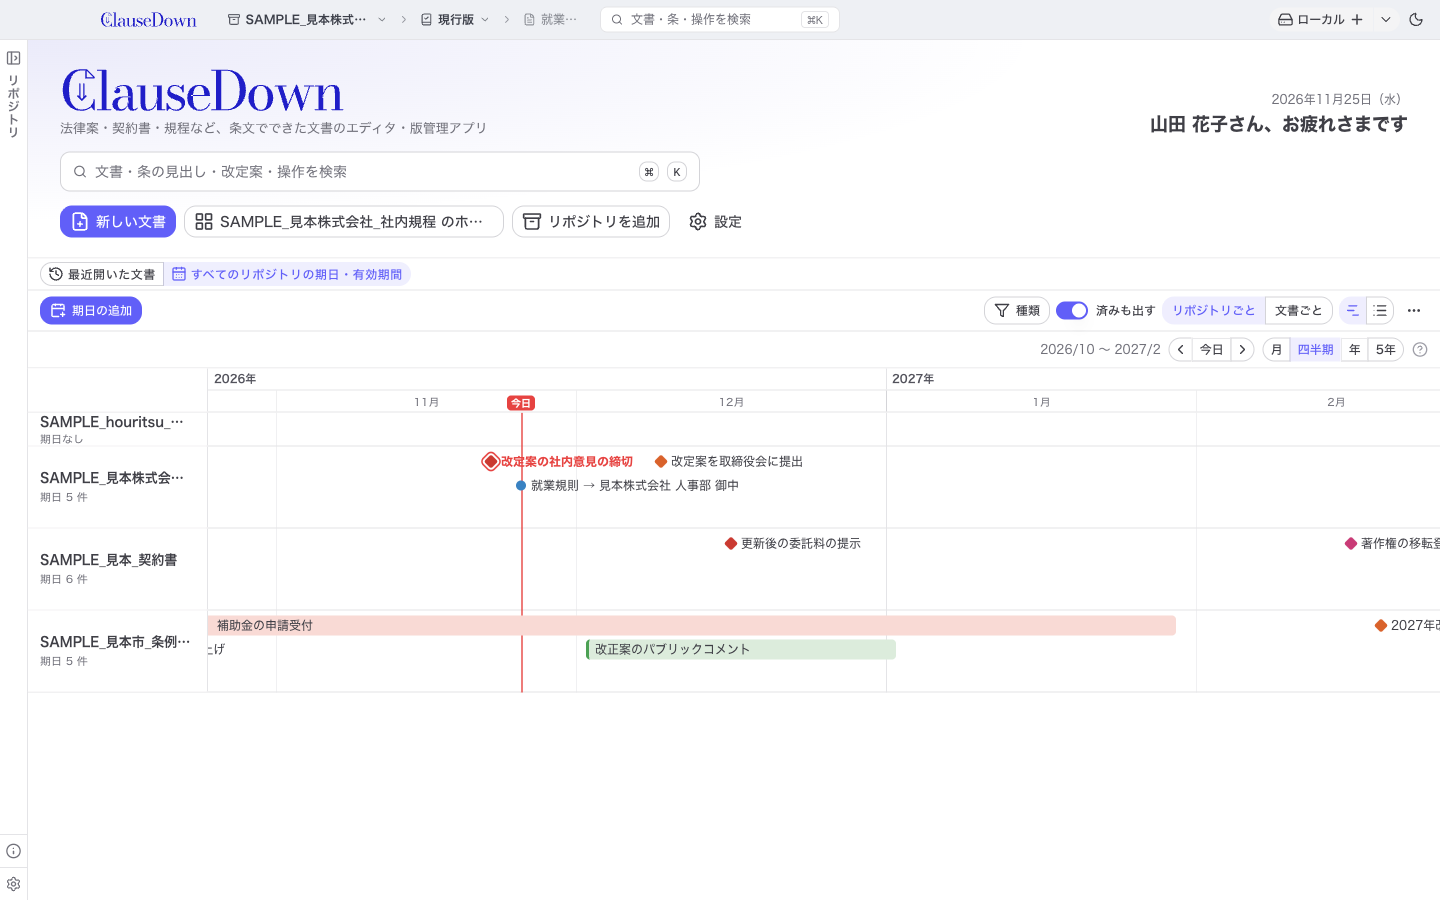 ClauseDown
SAMPLE_見本株式… 現行版 就業…
文書・条・操作を検索 ⌘K
ローカル
リポジトリ
ClauseDown
法律案・契約書・規程など、条文でできた文書のエディタ・版管理アプリ
2026年11月25日（水）
山田 花子さん、お疲れさまです
文書・条の見出し・改定案・操作を検索 ⌘ K
新しい文書 SAMPLE_見本株式会社_社内規程 のホ… リポジトリを追加 設定
最近開いた文書 すべてのリポジトリの期日・有効期間
期日の追加 種類 済みも出す リポジトリごと 文書ごと
2026/10 〜 2027/2 今日 月 四半期 年 5年
2026年 2027年
11月 今日 12月 1月 2月
SAMPLE_houritsu_…
期日なし
SAMPLE_見本株式会…
期日 5 件
改定案の社内意見の締切 改定案を取締役会に提出
就業規則 → 見本株式会社 人事部 御中
SAMPLE_見本_契約書
期日 6 件
更新後の委託料の提示 著作権の移転
SAMPLE_見本市_条例…
期日 5 件
補助金の申請受付 2027年
上げ 改正案のパブリックコメント